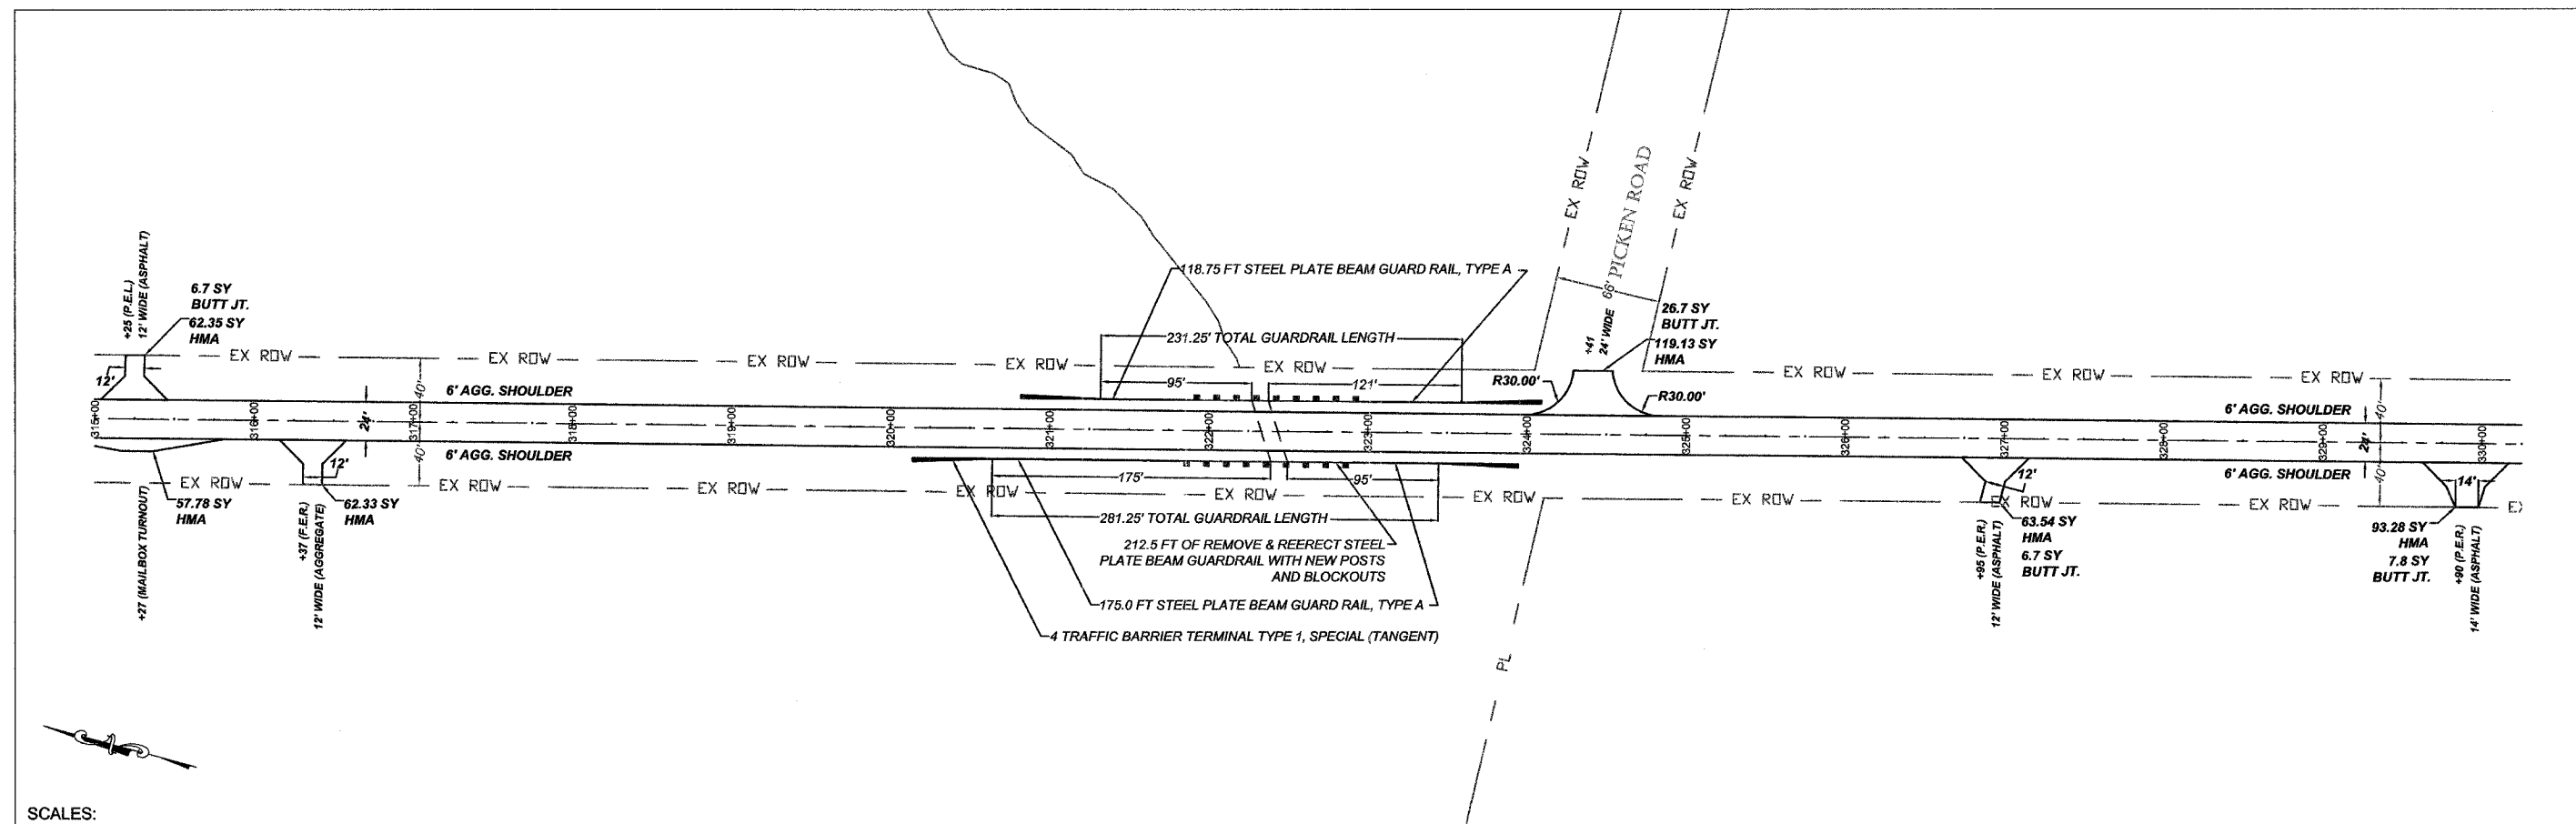 +25 (P.E.L.)
12' WIDE (ASPHALT)
6.7 SY
BUTT JT.
62.35 SY
HMA
12'
EX ROW
EX ROW
EX ROW
EX ROW
EX ROW
40'
40'
24'
6' AGG. SHOULDER
6' AGG. SHOULDER
315+00
316+00
317+00
318+00
319+00
320+00
321+00
322+00
323+00
324+00
325+00
326+00
327+00
328+00
329+00
330+00
EX ROW
57.78 SY
HMA
+27 (MAILBOX TURNOUT)
12'
+37 (F.E.R.)
12' WIDE (AGGREGATE)
62.33 SY
HMA
EX ROW
EX ROW
EX ROW
EX ROW
EX ROW
118.75 FT STEEL PLATE BEAM GUARD RAIL, TYPE A
231.25' TOTAL GUARDRAIL LENGTH
95'
121'
175'
95'
281.25' TOTAL GUARDRAIL LENGTH
212.5 FT OF REMOVE & REERECT STEEL
PLATE BEAM GUARDRAIL WITH NEW POSTS
AND BLOCKOUTS
175.0 FT STEEL PLATE BEAM GUARD RAIL, TYPE A
4 TRAFFIC BARRIER TERMINAL TYPE 1, SPECIAL (TANGENT)
EX ROW
EX ROW
PICKEN ROAD
66'
+41
24' WIDE
26.7 SY
BUTT JT.
119.13 SY
HMA
R30.00'
R30.00'
EX ROW
EX ROW
EX ROW
6' AGG. SHOULDER
6' AGG. SHOULDER
40'
24'
40'
PL
EX ROW
EX ROW
EX ROW
EX ROW
EX
12'
63.54 SY
HMA
6.7 SY
BUTT JT.
+95 (P.E.R.)
12' WIDE (ASPHALT)
14'
93.28 SY
HMA
7.8 SY
BUTT JT.
+90 (P.E.R.)
14' WIDE (ASPHALT)
SCALES: